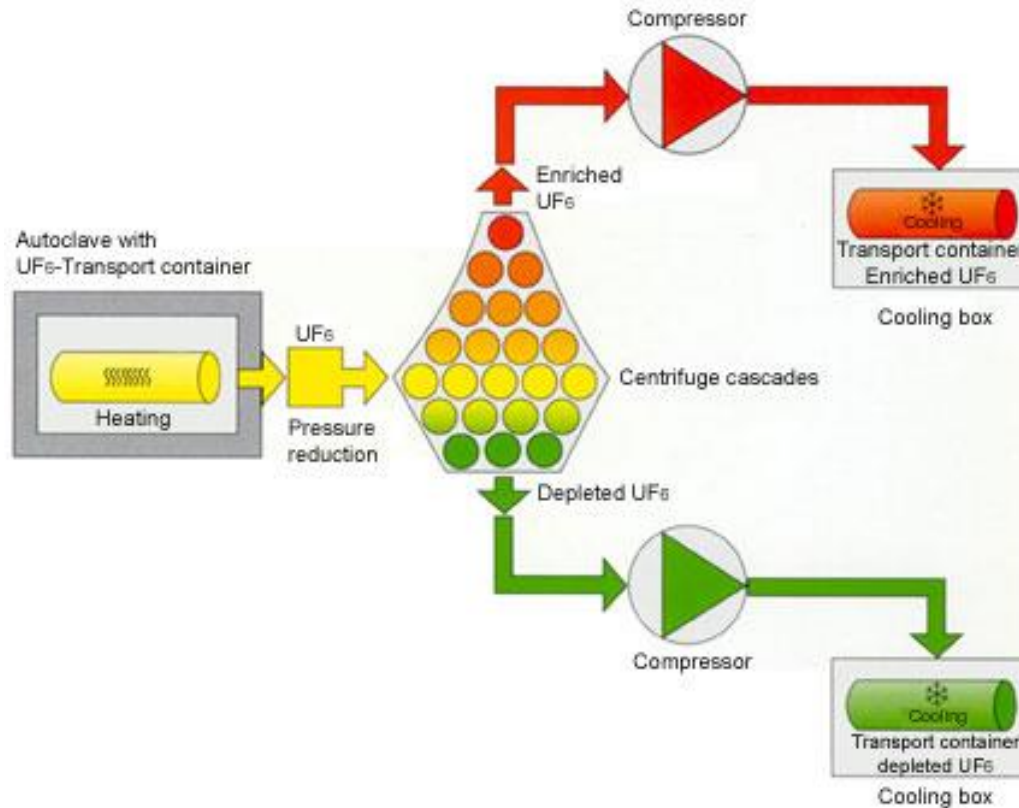 Compressor
Enriched
UF6
Autoclave with
UF6-Transport container
Cooling
Transport container
Enriched UF6
Cooling box
UF6
Heating
Pressure
reduction
Centrifuge cascades
Depleted UF6
Compressor
Cooling
Transport container
depleted UF6
Cooling box